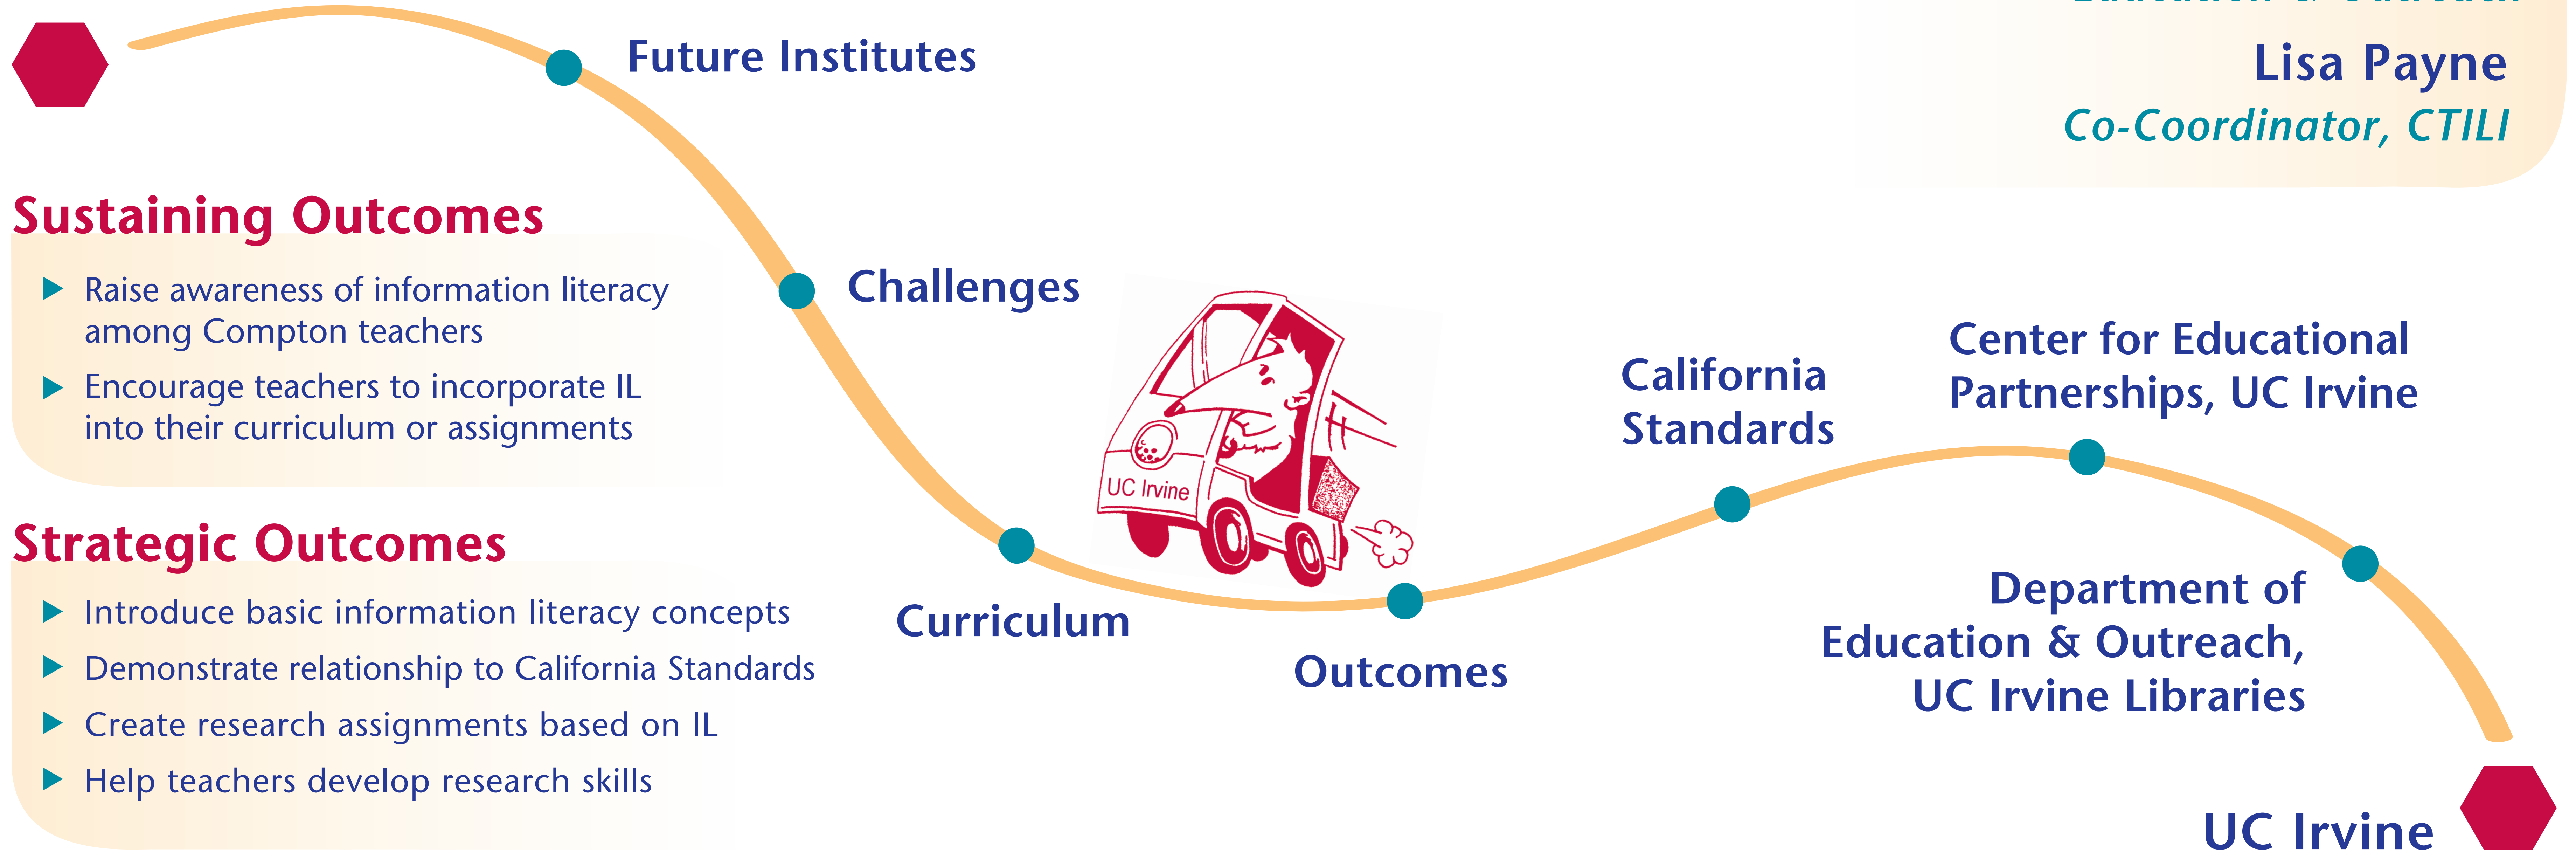 Education & Outreach
Lisa Payne
Co-Coordinator, CTILI
Future Institutes
Sustaining Outcomes
Raise awareness of information literacy
among Compton teachers
Encourage teachers to incorporate IL
into their curriculum or assignments
Challenges
UC Irvine
California
Standards
Center for Educational
Partnerships, UC Irvine
Strategic Outcomes
Introduce basic information literacy concepts
Demonstrate relationship to California Standards
Create research assignments based on IL
Help teachers develop research skills
Curriculum
Outcomes
Department of
Education & Outreach,
UC Irvine Libraries
UC Irvine